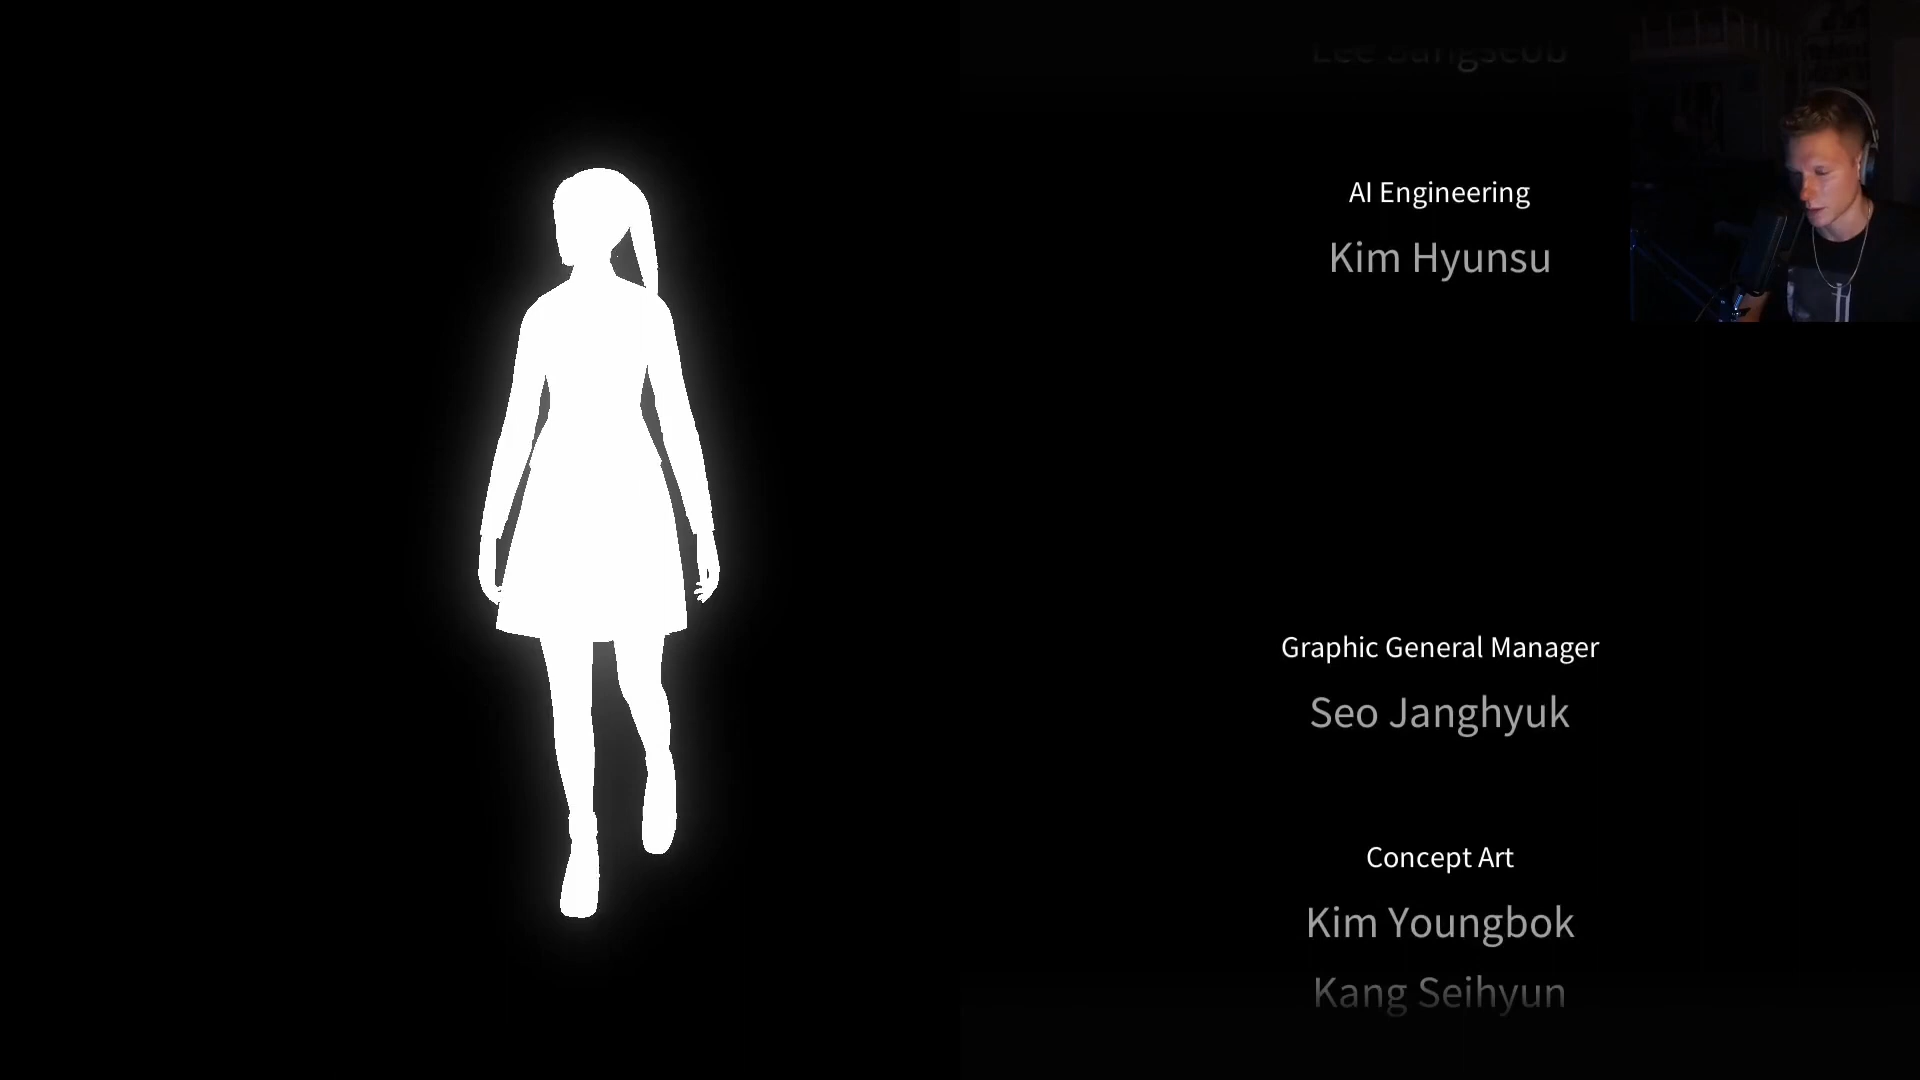 AI Engineering
Kim Hyunsu
Graphic General Manager
Seo Janghyuk
Concept Art
Kim Youngbok
Kang Seihyun